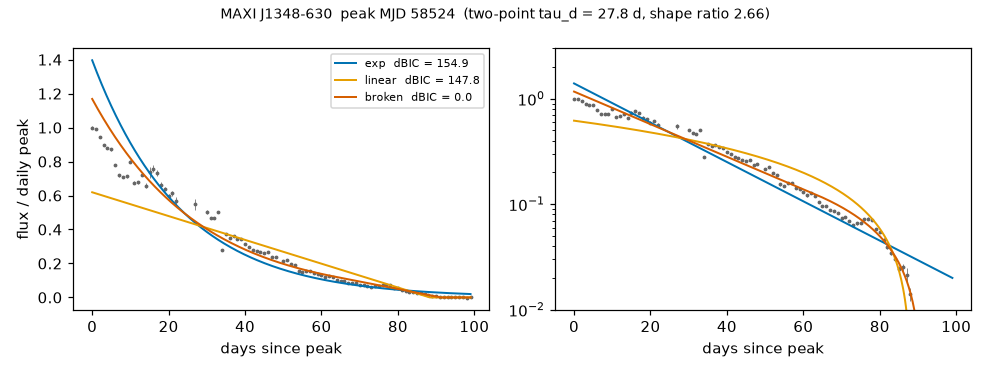 MAXI J1348-630  peak MJD 58524  (two-point tau_d = 27.8 d, shape ratio 2.66)
exp  dBIC = 154.9
linear  dBIC = 147.8
broken  dBIC = 0.0
flux / daily peak
1.4
1.2
1.0
0.8
0.6
0.4
0.2
0.0
0 20 40 60 80 100
days since peak
10⁰
10⁻¹
10⁻²
0 20 40 60 80 100
days since peak